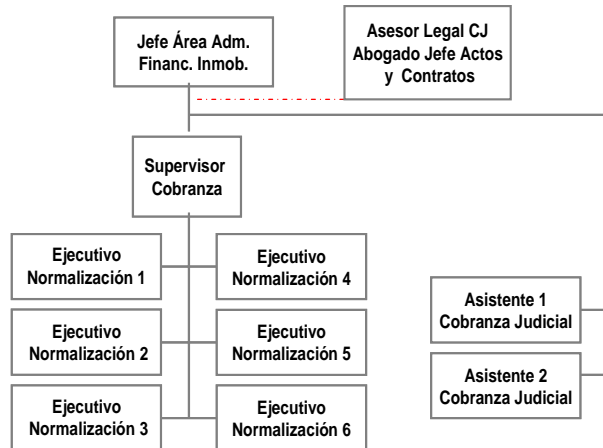 Jefe Área Adm.
Financ. Inmob.
Asesor Legal CJ
Abogado Jefe Actos
y Contratos
Supervisor
Cobranza
Ejecutivo
Normalización 1
Ejecutivo
Normalización 4
Ejecutivo
Normalización 2
Ejecutivo
Normalización 5
Ejecutivo
Normalización 3
Ejecutivo
Normalización 6
Asistente 1
Cobranza Judicial
Asistente 2
Cobranza Judicial